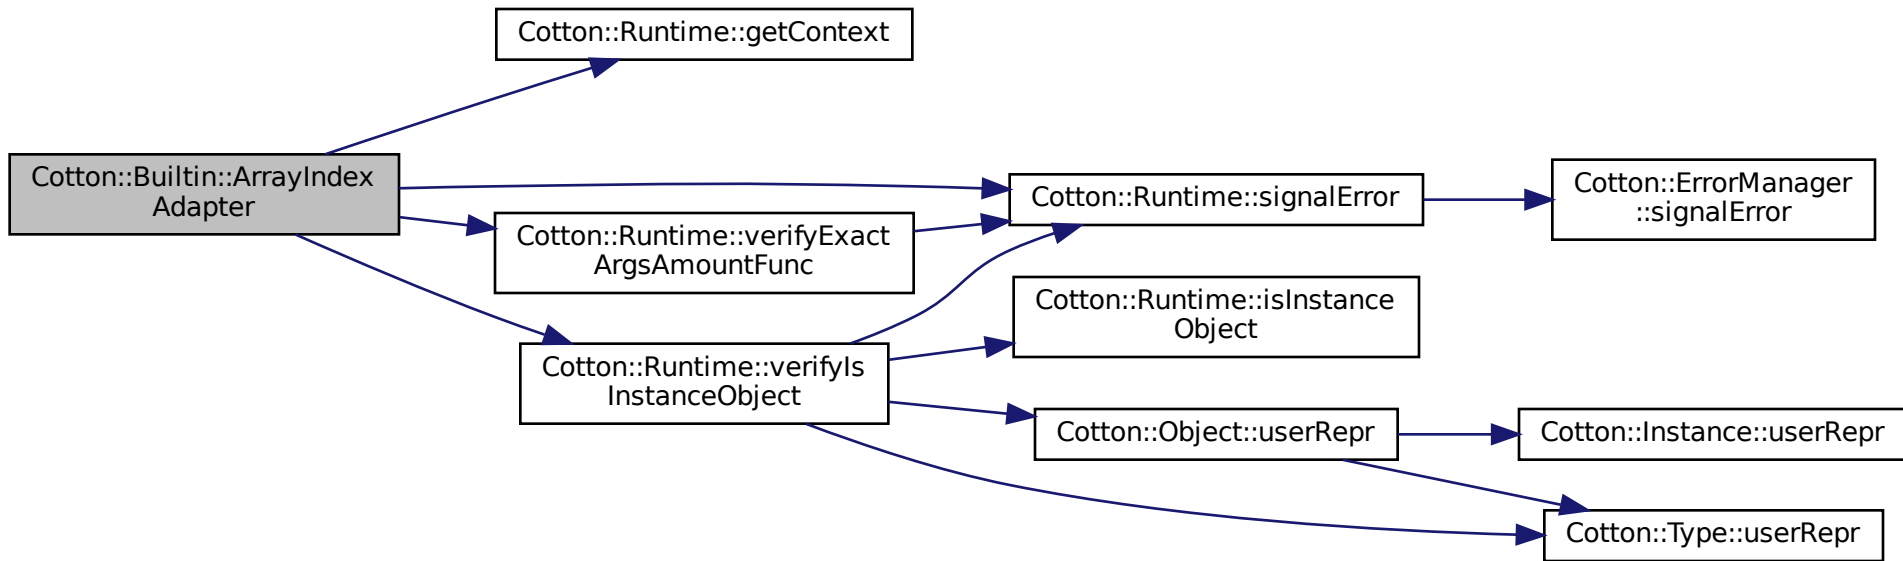 Cotton::Runtime::getContext
Cotton::Builtin::ArrayIndex
Adapter
Cotton::Runtime::signalError
Cotton::ErrorManager
::signalError
Cotton::Runtime::verifyExact
ArgsAmountFunc
Cotton::Runtime::isInstance
Object
Cotton::Runtime::verifyIs
InstanceObject
Cotton::Object::userRepr
Cotton::Instance::userRepr
Cotton::Type::userRepr